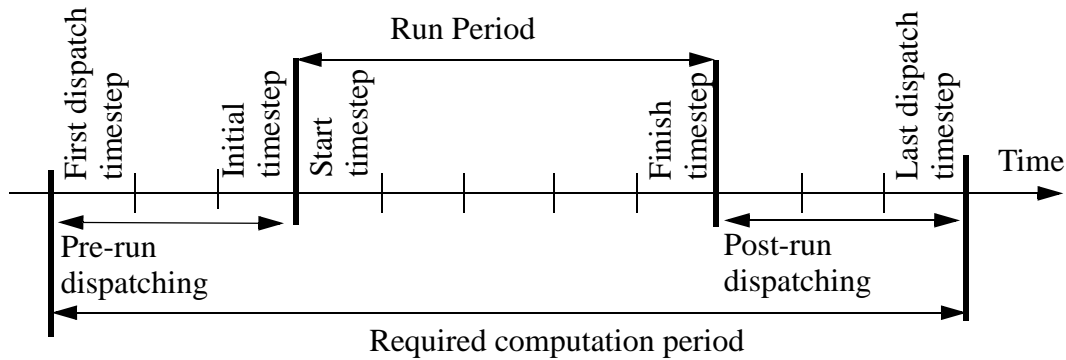 Run Period
First dispatch
timestep
Initial
timestep
Start
timestep
Finish
timestep
Last dispatch
timestep
Time
Pre-run
dispatching
Post-run
dispatching
Required computation period